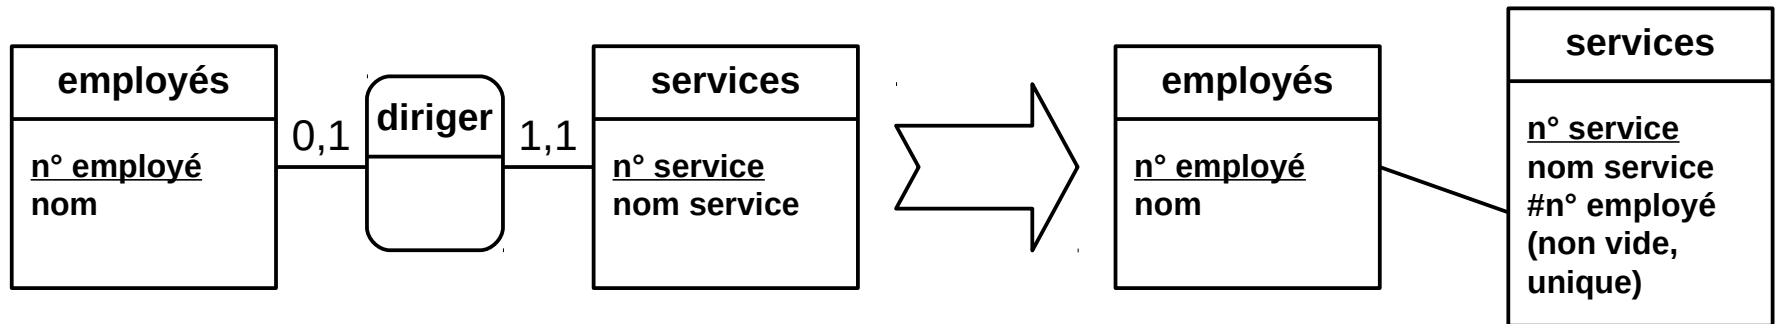 employés
n° employé
nom
0,1
diriger
1,1
services
n° service
nom service
employés
n° employé
nom
services
n° service
nom service
#n° employé
(non vide,
unique)